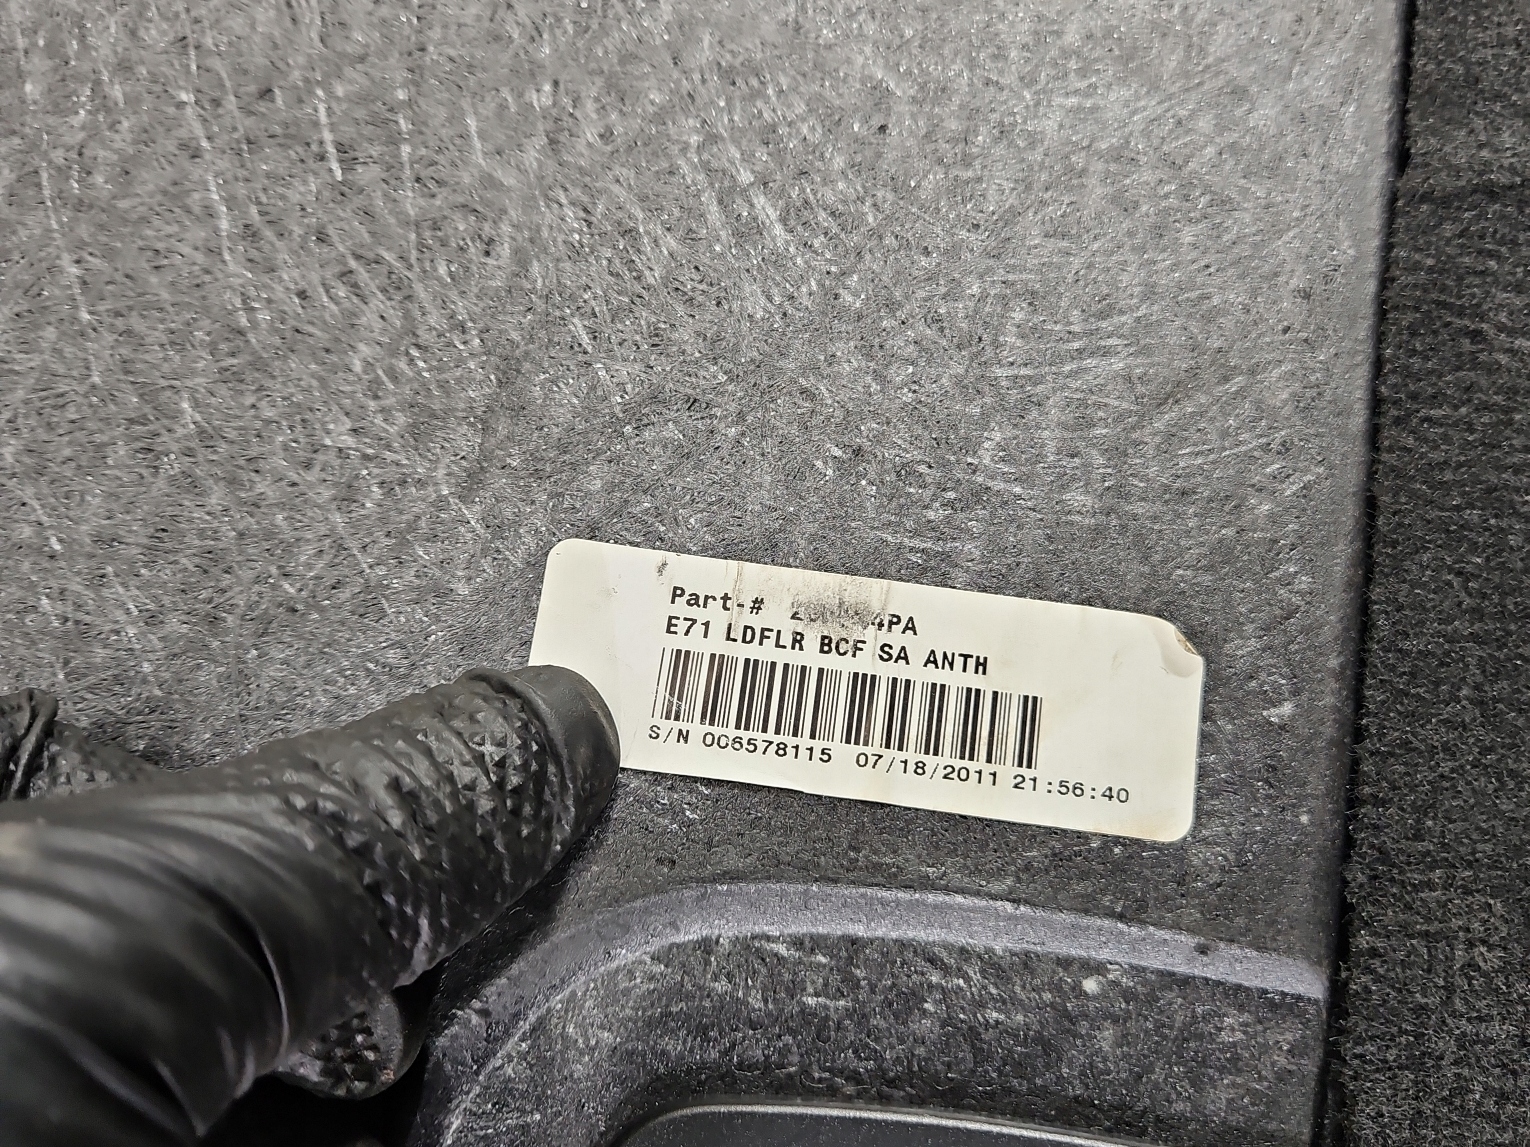 Part-#
E71 LDFLR BCF SA ANTH
S/N 006578115 07/18/2011 21:56:40